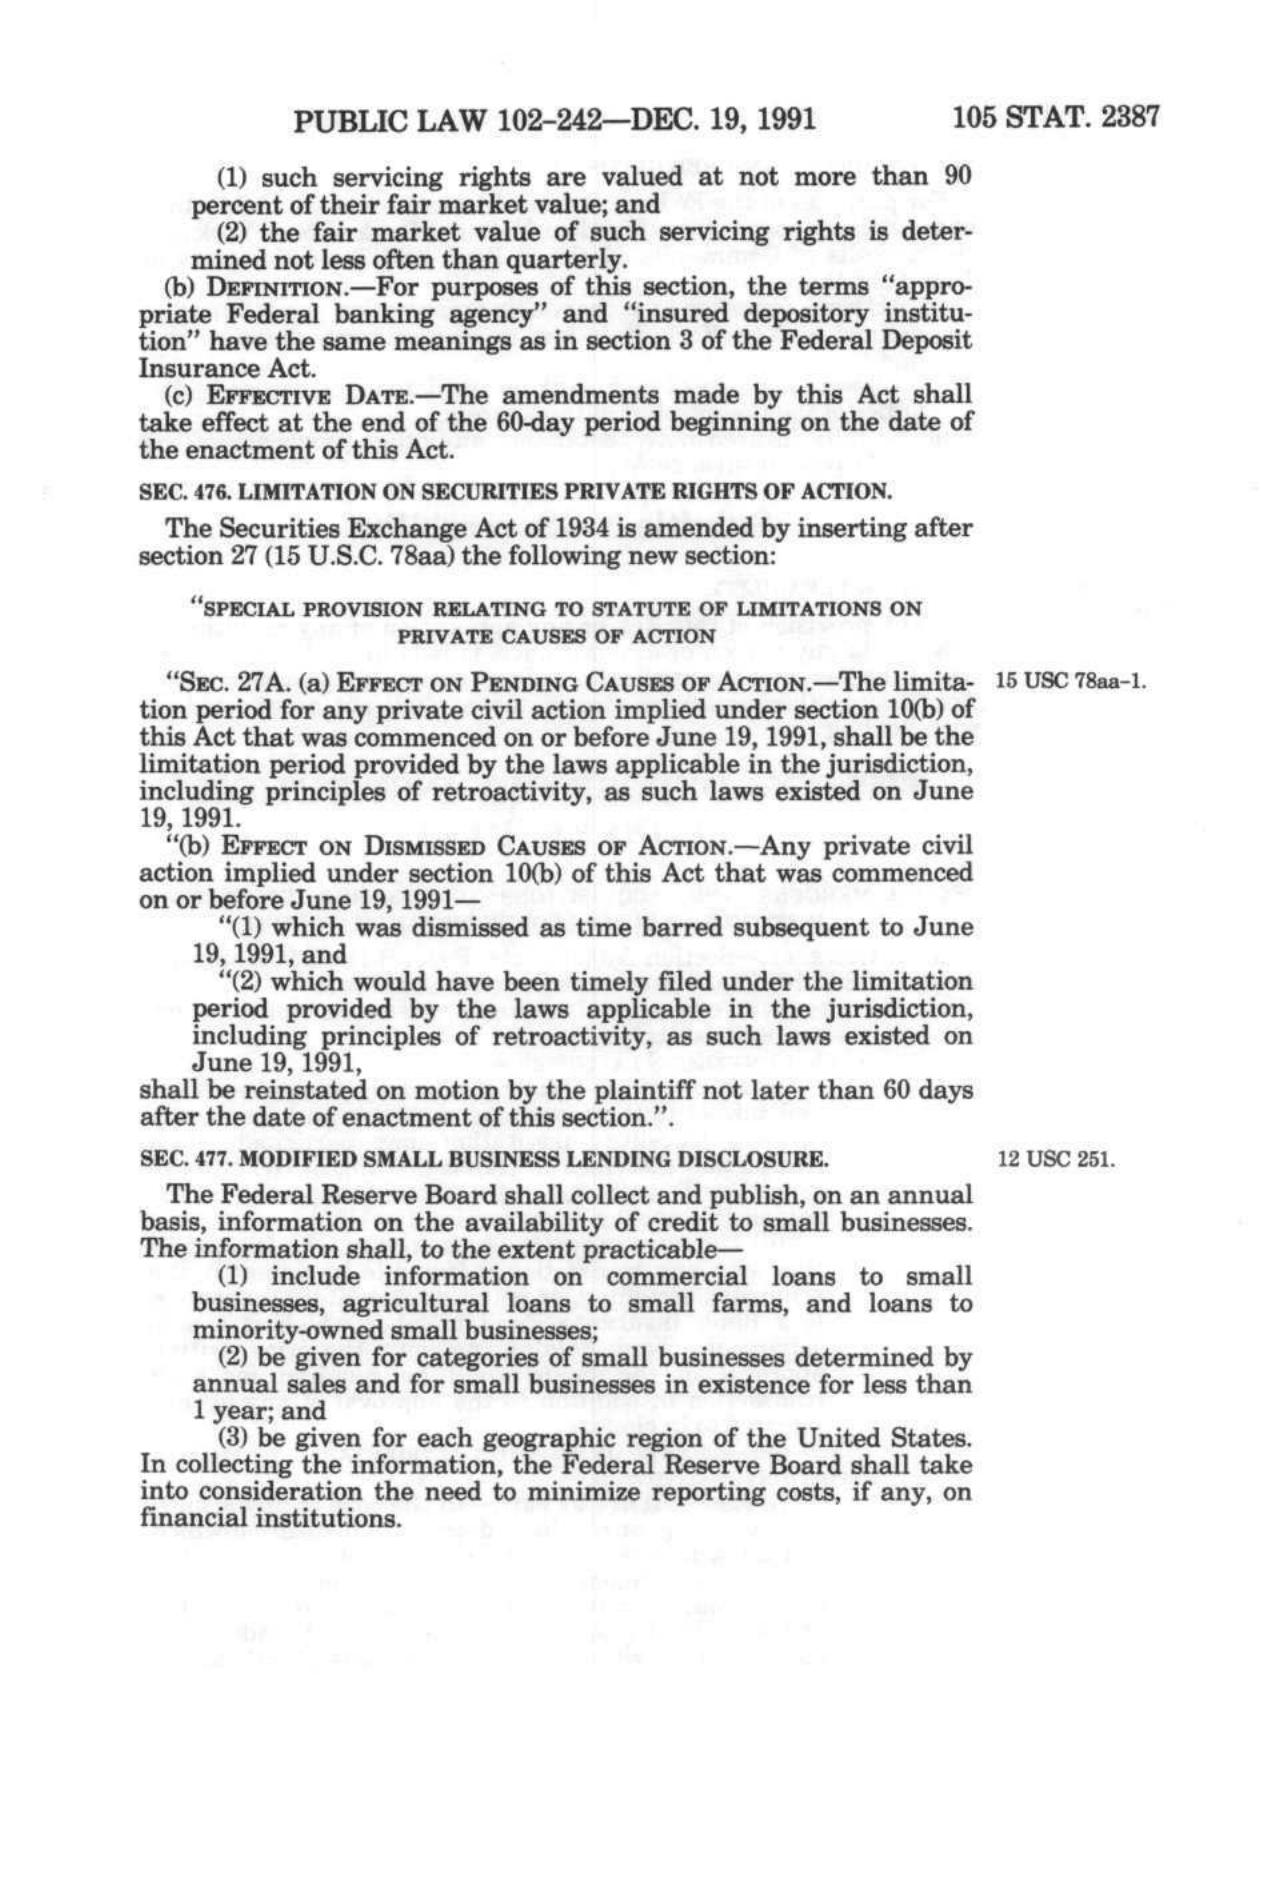 PUBLIC LAW 102–242—DEC. 19, 1991 105 STAT. 2387
(1) such servicing rights are valued at not more than 90
percent of their fair market value; and
(2) the fair market value of such servicing rights is deter-
mined not less often than quarterly.
(b) DEFINITION.—For purposes of this section, the terms “appro-
priate Federal banking agency” and “insured depository institu-
tion” have the same meanings as in section 3 of the Federal Deposit
Insurance Act.
(c) EFFECTIVE DATE.—The amendments made by this Act shall
take effect at the end of the 60-day period beginning on the date of
the enactment of this Act.
SEC. 476. LIMITATION ON SECURITIES PRIVATE RIGHTS OF ACTION.
The Securities Exchange Act of 1934 is amended by inserting after
section 27 (15 U.S.C. 78aa) the following new section:
“SPECIAL PROVISION RELATING TO STATUTE OF LIMITATIONS ON
PRIVATE CAUSES OF ACTION
“SEC. 27A. (a) EFFECT ON PENDING CAUSES OF ACTION.—The limita- 15 USC 78aa–1.
tion period for any private civil action implied under section 10(b) of
this Act that was commenced on or before June 19, 1991, shall be the
limitation period provided by the laws applicable in the jurisdiction,
including principles of retroactivity, as such laws existed on June
19, 1991.
“(b) EFFECT ON DISMISSED CAUSES OF ACTION.—Any private civil
action implied under section 10(b) of this Act that was commenced
on or before June 19, 1991—
“(1) which was dismissed as time barred subsequent to June
19, 1991, and
“(2) which would have been timely filed under the limitation
period provided by the laws applicable in the jurisdiction,
including principles of retroactivity, as such laws existed on
June 19, 1991,
shall be reinstated on motion by the plaintiff not later than 60 days
after the date of enactment of this section.”.
SEC. 477. MODIFIED SMALL BUSINESS LENDING DISCLOSURE. 12 USC 251.
The Federal Reserve Board shall collect and publish, on an annual
basis, information on the availability of credit to small businesses.
The information shall, to the extent practicable—
(1) include information on commercial loans to small
businesses, agricultural loans to small farms, and loans to
minority-owned small businesses;
(2) be given for categories of small businesses determined by
annual sales and for small businesses in existence for less than
1 year; and
(3) be given for each geographic region of the United States.
In collecting the information, the Federal Reserve Board shall take
into consideration the need to minimize reporting costs, if any, on
financial institutions.